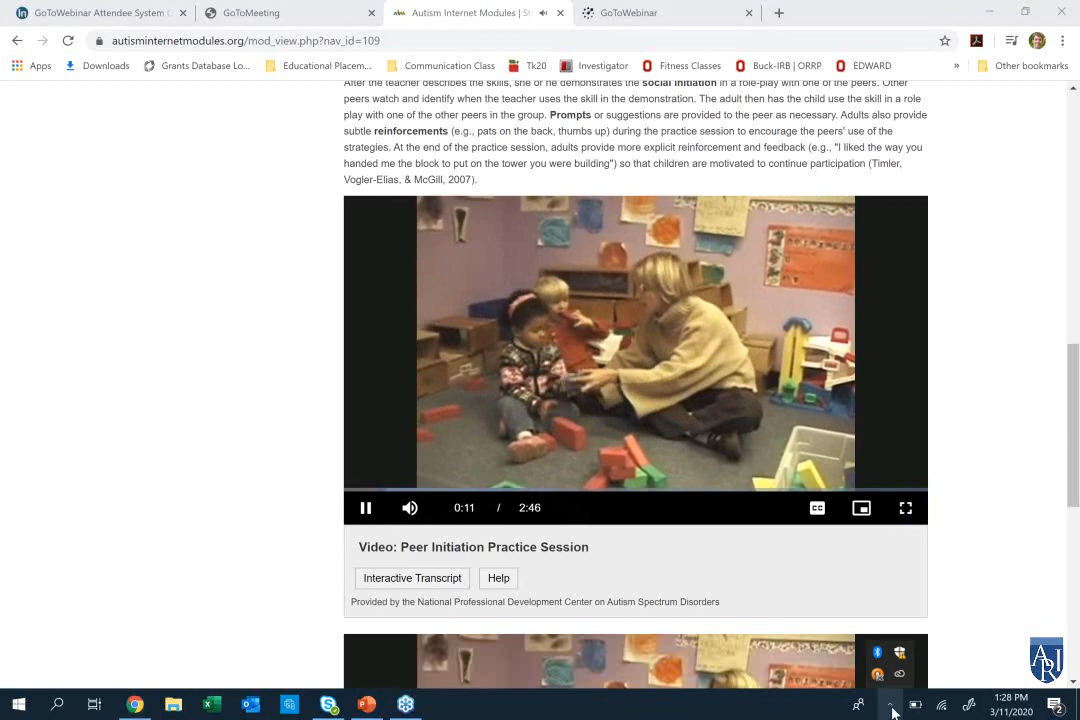 GoToWebinar Attendee System C
GoToMeeting
Autism Internet Modules | St
GoToWebinar
autisminternetmodules.org/mod_view.php?nav_id=109
Apps
Downloads
Grants Database Lo...
Educational Placem...
Communication Class
Tk20
Investigator
Fitness Classes
Buck-IRB | ORRP
EDWARD
»
Other bookmarks
After the teacher describes the skills, she or he demonstrates the social initiation in a role-play with one of the peers. Other
peers watch and identify when the teacher uses the skill in the demonstration. The adult then has the child use the skill in a role
play with one of the other peers in the group. Prompts or suggestions are provided to the peer as necessary. Adults also provide
subtle reinforcements (e.g., pats on the back, thumbs up) during the practice session to encourage the peers' use of the
strategies. At the end of the practice session, adults provide more explicit reinforcement and feedback (e.g., "I liked the way you
handed me the block to put on the tower you were building") so that children are motivated to continue participation (Timler,
Vogler-Elias, & McGill, 2007).
0:11 / 2:46
CC
Video: Peer Initiation Practice Session
Interactive Transcript
Help
Provided by the National Professional Development Center on Autism Spectrum Disorders
AJ
R
1:28 PM
3/11/2020
2